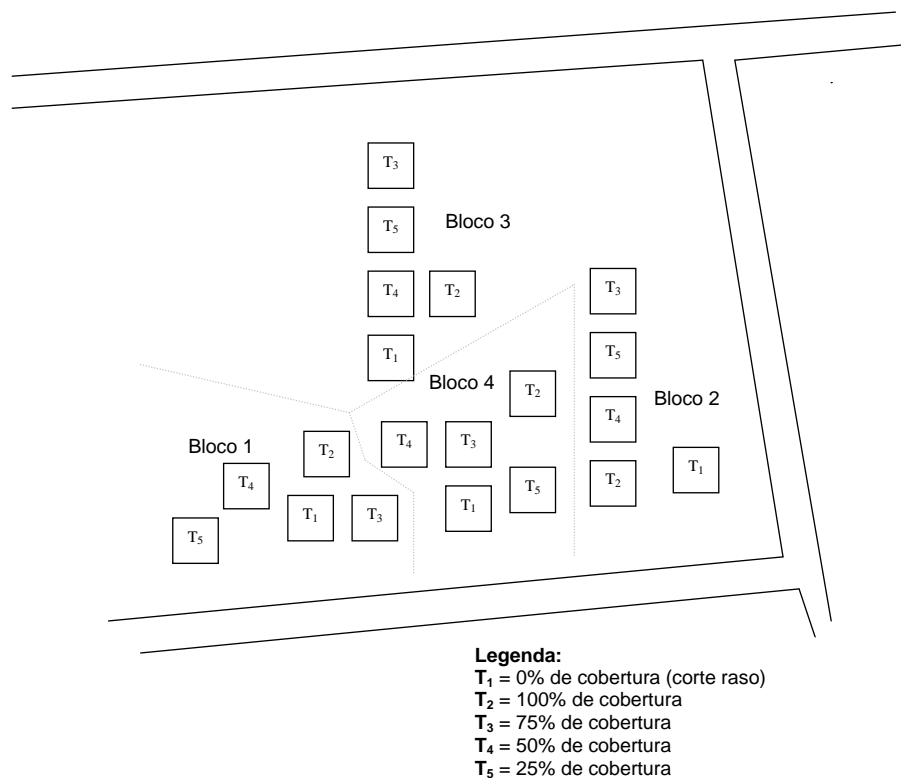 T₃
T₅ Bloco 3
T₄ T₂ T₃
T₁ T₅
Bloco 4 T₂ Bloco 2
T₄
Bloco 1 T₂ T₄ T₃
T₄ T₂ T₁
T₁ T₃ T₁ T₅
T₅
Legenda:
T₁ = 0% de cobertura (corte raso)
T₂ = 100% de cobertura
T₃ = 75% de cobertura
T₄ = 50% de cobertura
T₅ = 25% de cobertura